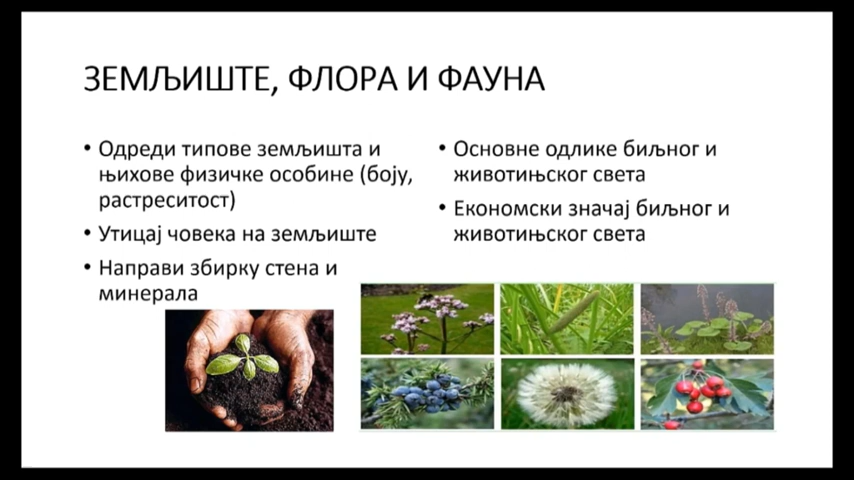 ЗЕМЉИШТЕ, ФЛОРА И ФАУНА
• Одреди типове земљишта и
њихове физичке особине (боју,
растреситост)
• Утицај човека на земљиште
• Направи збирку стена и
минерала
• Основне одлике биљног и
животињског света
• Економски значај биљног и
животињског света